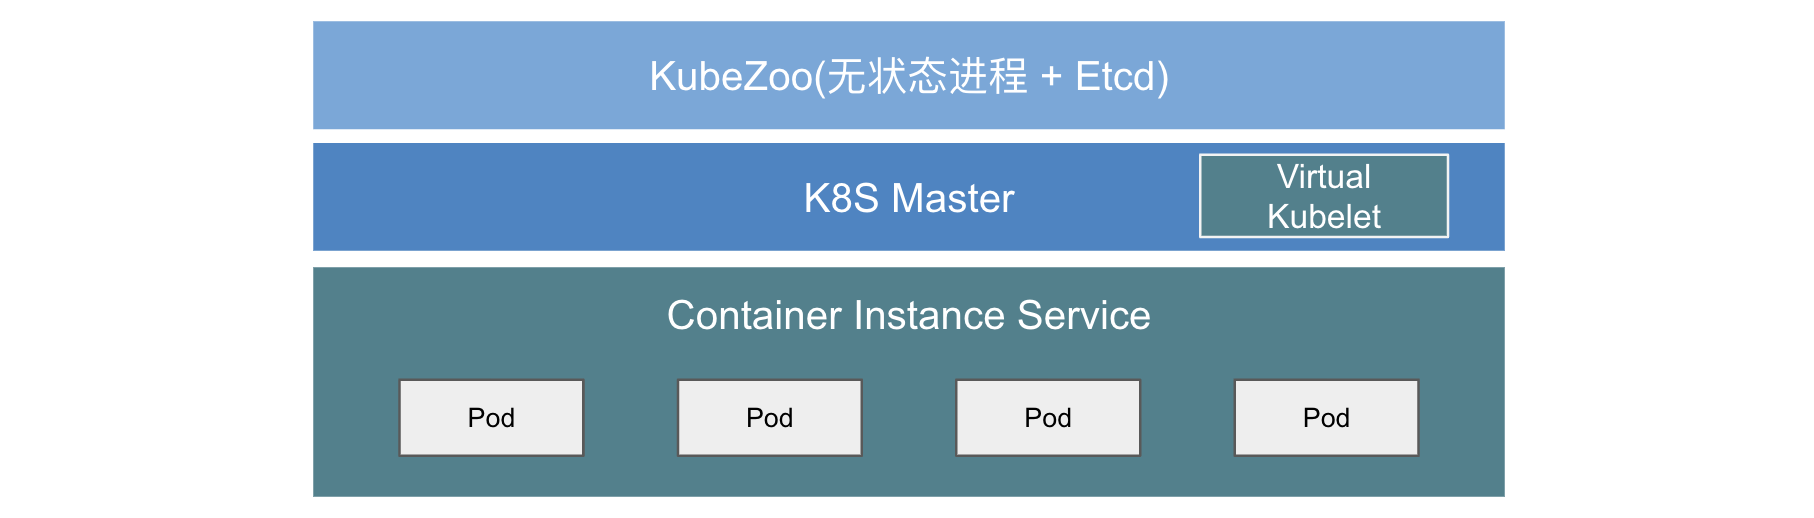 KubeZoo(无状态进程 + Etcd)
K8S Master
Virtual
Kubelet
Container Instance Service
Pod
Pod
Pod
Pod